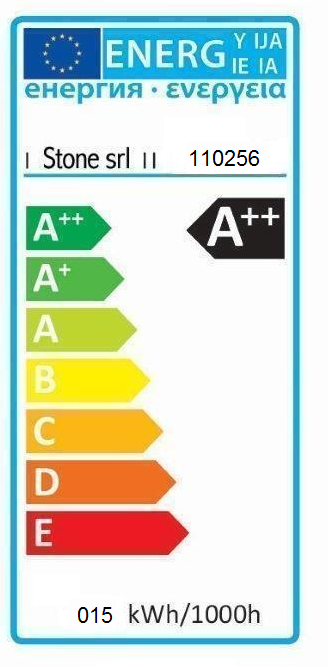 ENERG Y IJA
IE IA
енергия · ενεργεια
I Stone srl I I 110256
A++ A++
A+
A
B
C
D
E
015 kWh/1000h